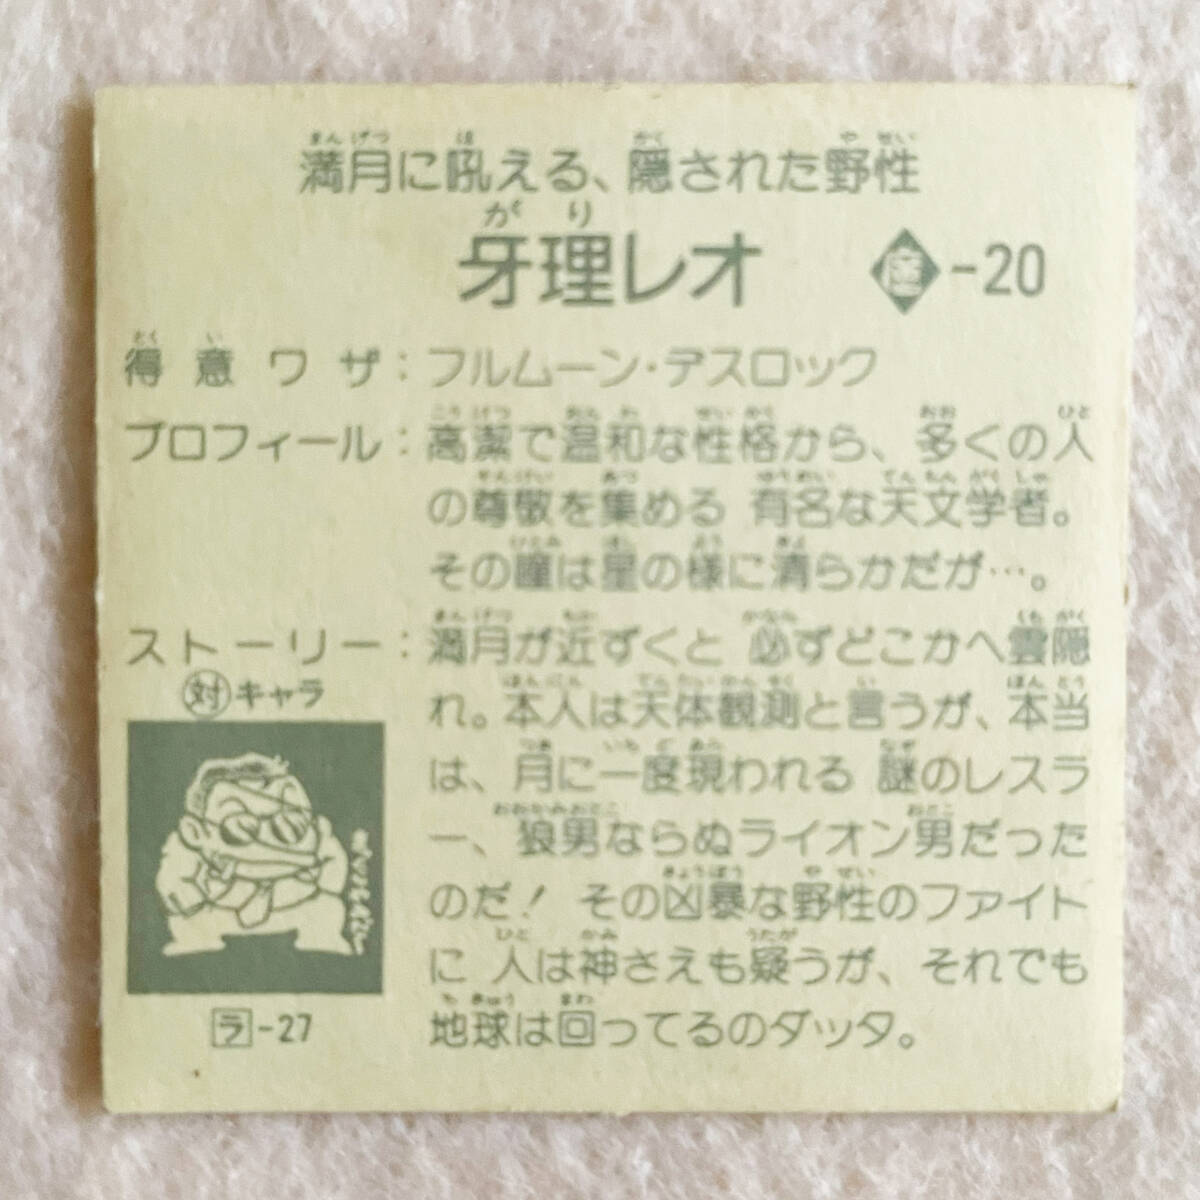 満月に吼える、隠された野性
牙理レオ
-20
得意ワザ：フルムーン・デスロック
プロフィール：高潔で温和な性格から、多くの人
の尊敬を集める 有名な天文学者。
その瞳は星の様に清らかだが…。
ストーリー：満月が近ずくと 必ずどこかへ雲隠
れ。本人は天体観測と言うが、本当
は、月に一度現われる 謎のレスラ
ー、狼男ならぬライオン男だった
のだ！ その凶暴な野性のファイト
に 人は神さえも疑うが、それでも
地球は回ってるのダッタ。
対キャラ
ラ-27